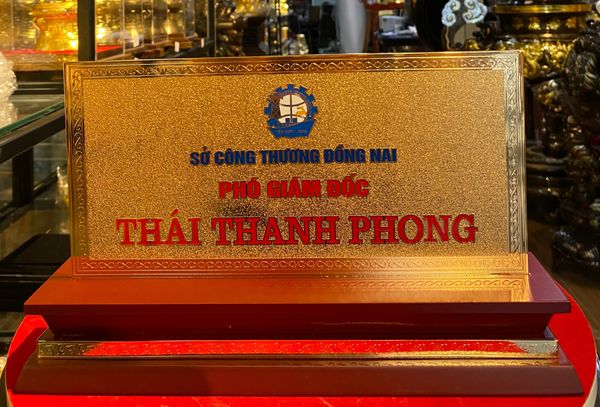 SỞ CÔNG THƯƠNG ĐỒNG NAI
PHÓ GIÁM ĐỐC
THÁI THANH PHONG